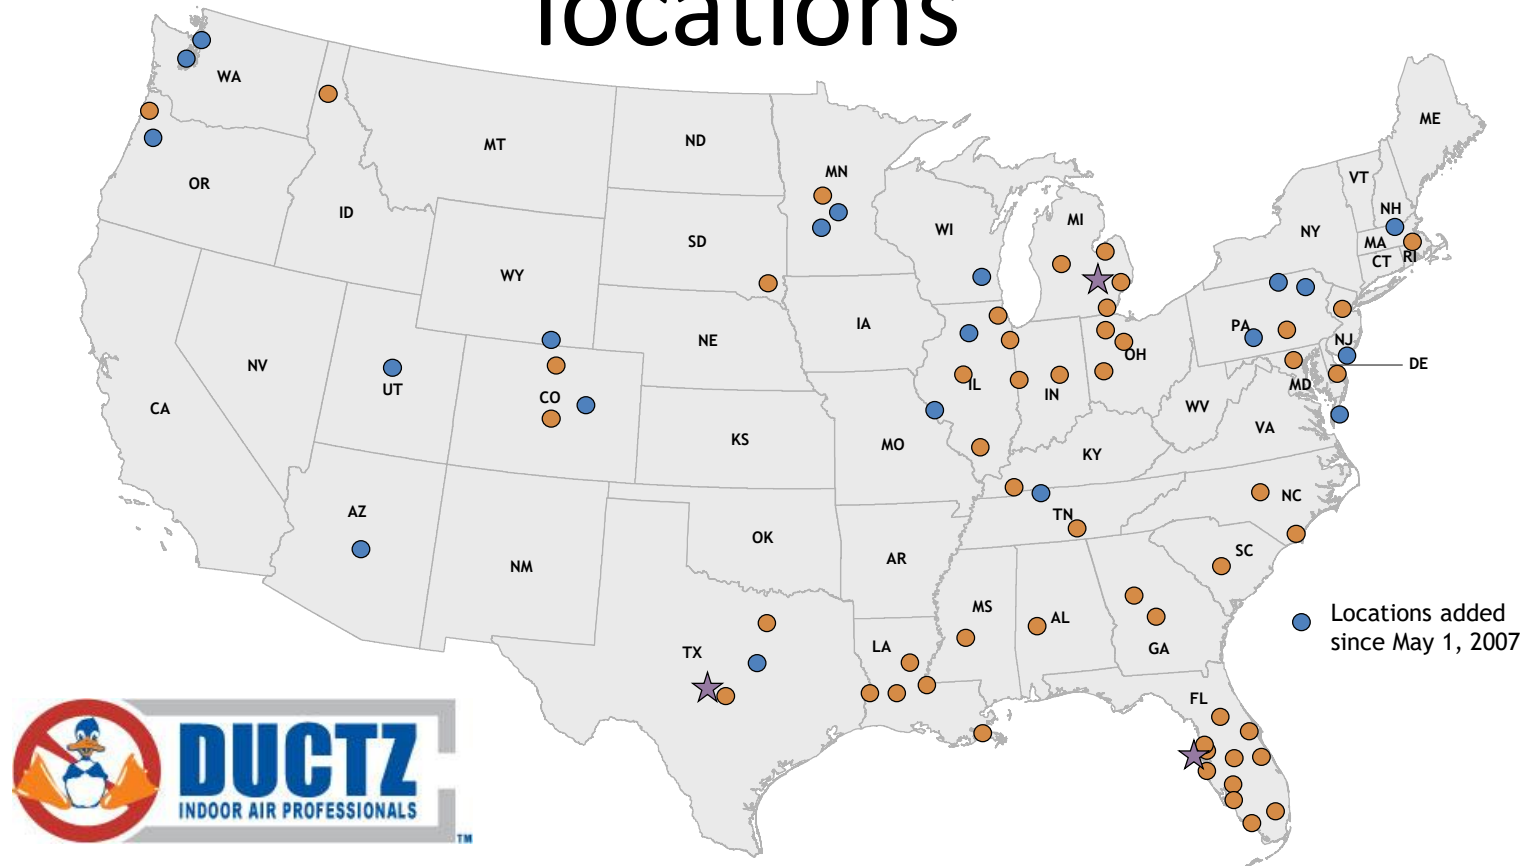 locations
WA
MT
ND
MN
ME
VT
NH
OR
ID
WI
MI
NY
MA
SD
CT
RI
WY
IA
PA
NE
NJ
OH
NV
UT
DE
CO
IL
IN
MD
CA
WV
KS
MO
VA
KY
AZ
TN
NC
OK
SC
NM
AR
MS
AL
Locations added
since May 1, 2007
TX
LA
GA
FL
DUCTZ
INDOOR AIR PROFESSIONALS
TM